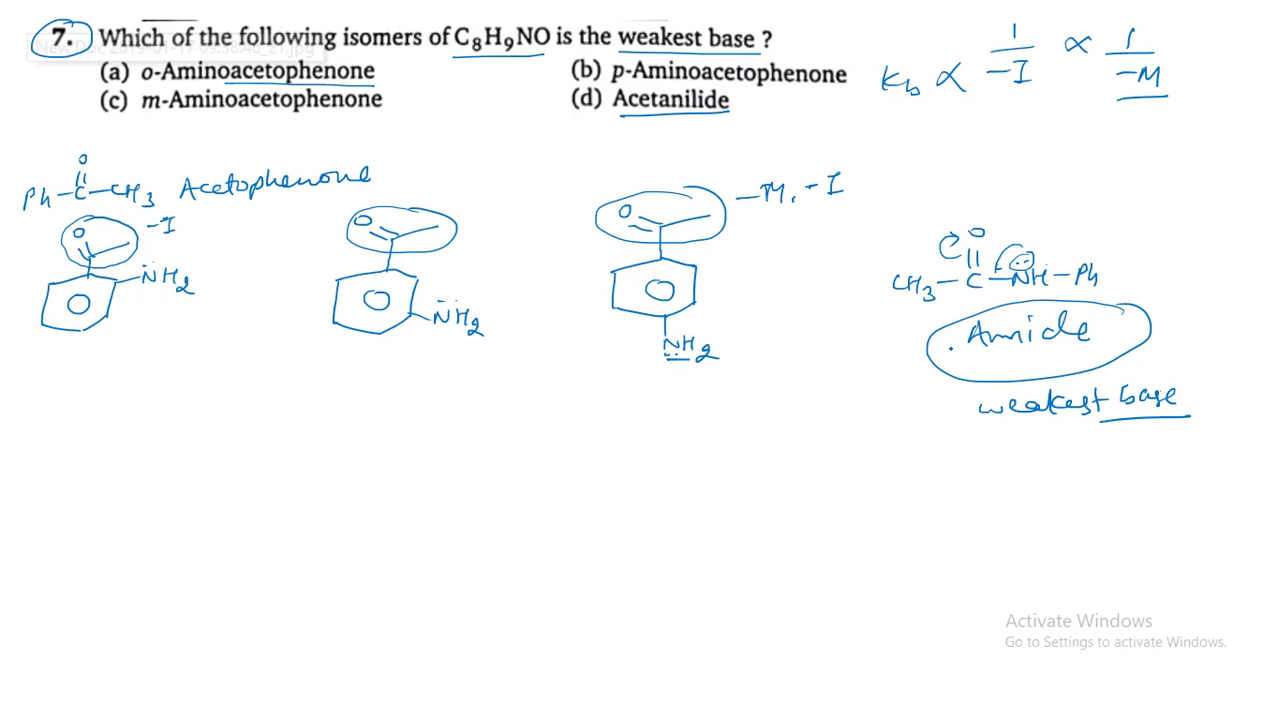 7. Which of the following isomers of C₈H₉NO is the weakest base ?
(a) o-Aminoacetophenone (b) p-Aminoacetophenone
(c) m-Aminoacetophenone (d) Acetanilide
Kb ∝ 1/-I ∝ 1/-M
O
Ph-C-CH3 Acetophenone
O -I
NH2
O
NH2
O -M, -I
NH2
O
CH3-C-NH-Ph
Amide
weakest base
Activate Windows
Go to Settings to activate Windows.